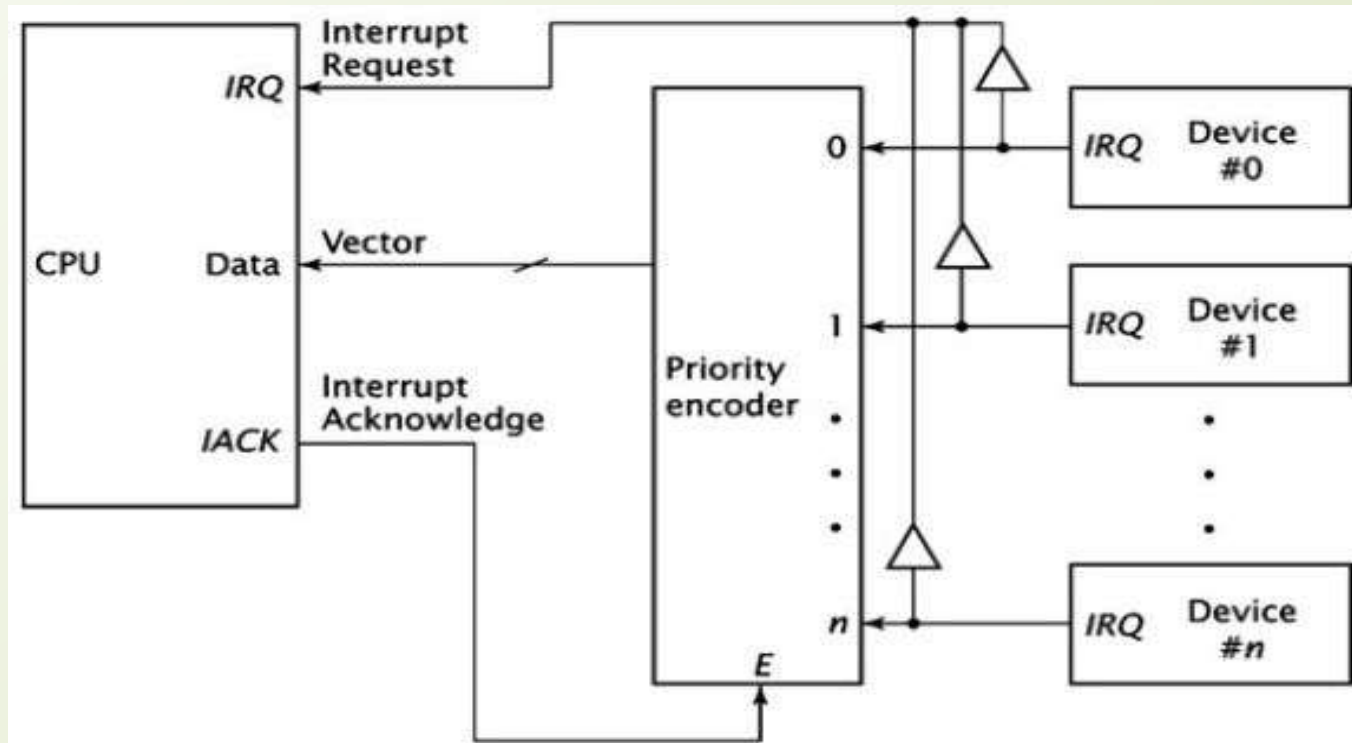 Interrupt
Request
IRQ
CPU
Vector
Data
Interrupt
Acknowledge
IACK
Priority
encoder
0
1
n
E
IRQ Device
#0
IRQ Device
#1
IRQ Device
#n